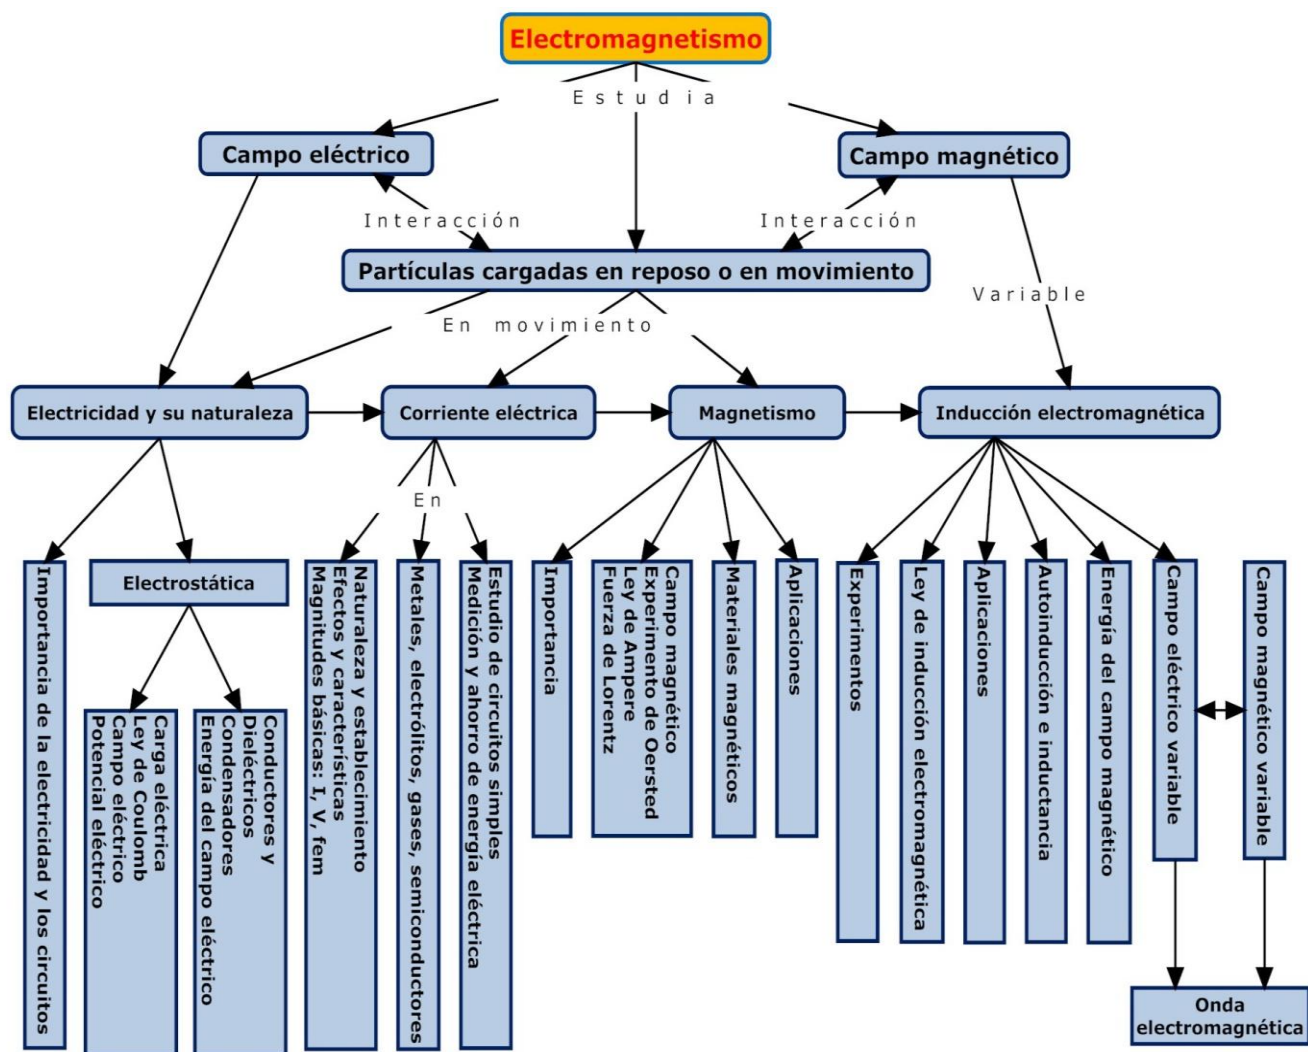 Electromagnetismo
Estudia
Campo eléctrico
Campo magnético
Interacción
Interacción
Partículas cargadas en reposo o en movimiento
Variable
En movimiento
Electricidad y su naturaleza
Corriente eléctrica
Magnetismo
Inducción electromagnética
En
Importancia de la electricidad y los circuitos
Electrostática
Carga eléctrica
Ley de Coulomb
Campo eléctrico
Potencial eléctrico
Conductores y
Dieléctricos
Condensadores
Energía del campo eléctrico
Naturaleza y establecimiento
Efectos y características
Magnitudes básicas: I, V, fem
Metales, electrólitos, gases, semiconductores
Estudio de circuitos simples
Medición y ahorro de energía eléctrica
Importancia
Campo magnético
Experimento de Oersted
Ley de Ampere
Fuerza de Lorentz
Materiales magnéticos
Aplicaciones
Experimentos
Ley de inducción electromagnética
Aplicaciones
Autoinducción e inductancia
Energía del campo magnético
Campo eléctrico variable
Campo magnético variable
Onda
electromagnética